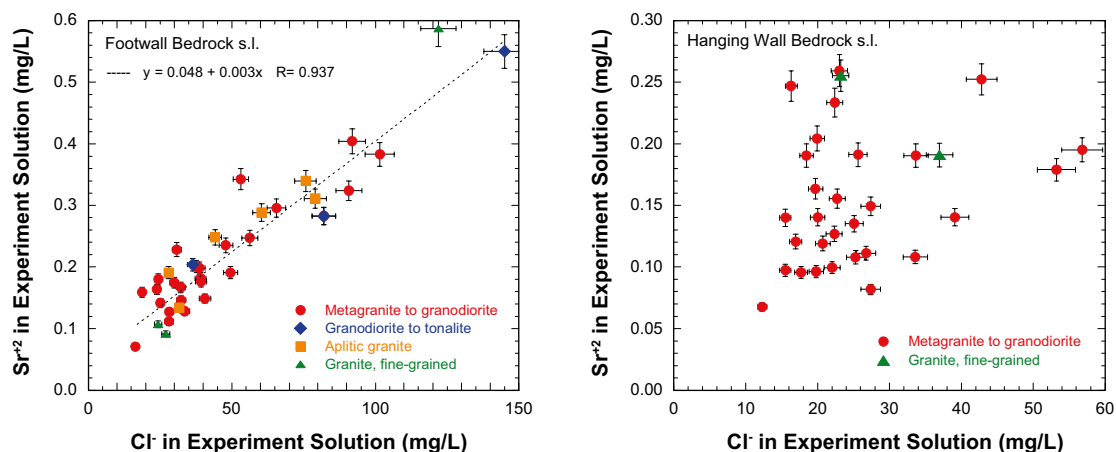 Footwall Bedrock s.l.
y = 0.048 + 0.003x R= 0.937
Sr+2 in Experiment Solution (mg/L)
0.6
0.5
0.4
0.3
0.2
0.1
0.0
Metagranite to granodiorite
Granodiorite to tonalite
Aplitic granite
Granite, fine-grained
0 50 100 150
Cl- in Experiment Solution (mg/L)
Hanging Wall Bedrock s.l.
Sr+2 in Experiment Solution (mg/L)
0.30
0.25
0.20
0.15
0.10
0.05
0.00
Metagranite to granodiorite
Granite, fine-grained
0 10 20 30 40 50 60
Cl- in Experiment Solution (mg/L)